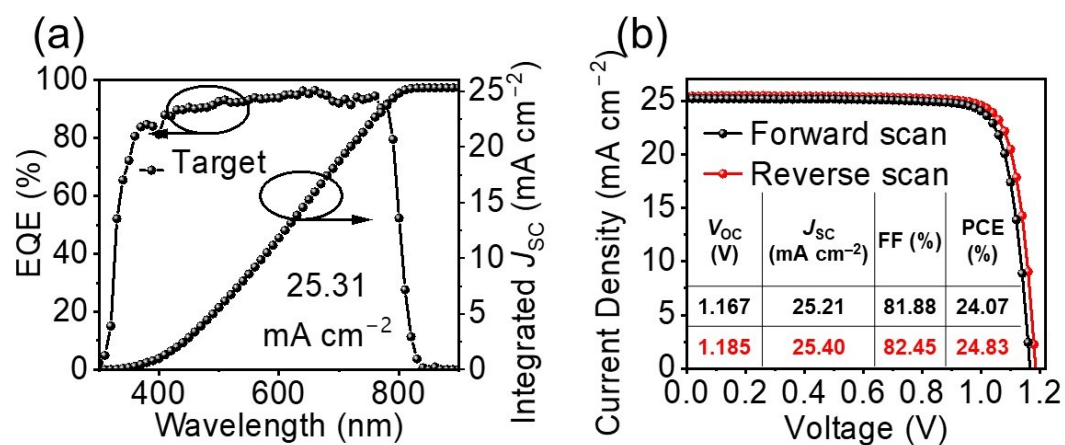 (a)
100
80
60
40
20
0
EQE (%)
Target
25.31
mA cm⁻²
400
600
800
Wavelength (nm)
25
20
15
10
5
0
Integrated J_SC (mA cm⁻²)
(b)
25
20
15
10
5
0
Current Density (mA cm⁻²)
Forward scan
Reverse scan
V_OC (V) J_SC (mA cm⁻²) FF (%) PCE (%)
1.167 25.21 81.88 24.07
1.185 25.40 82.45 24.83
0.0 0.2 0.4 0.6 0.8 1.0 1.2
Voltage (V)